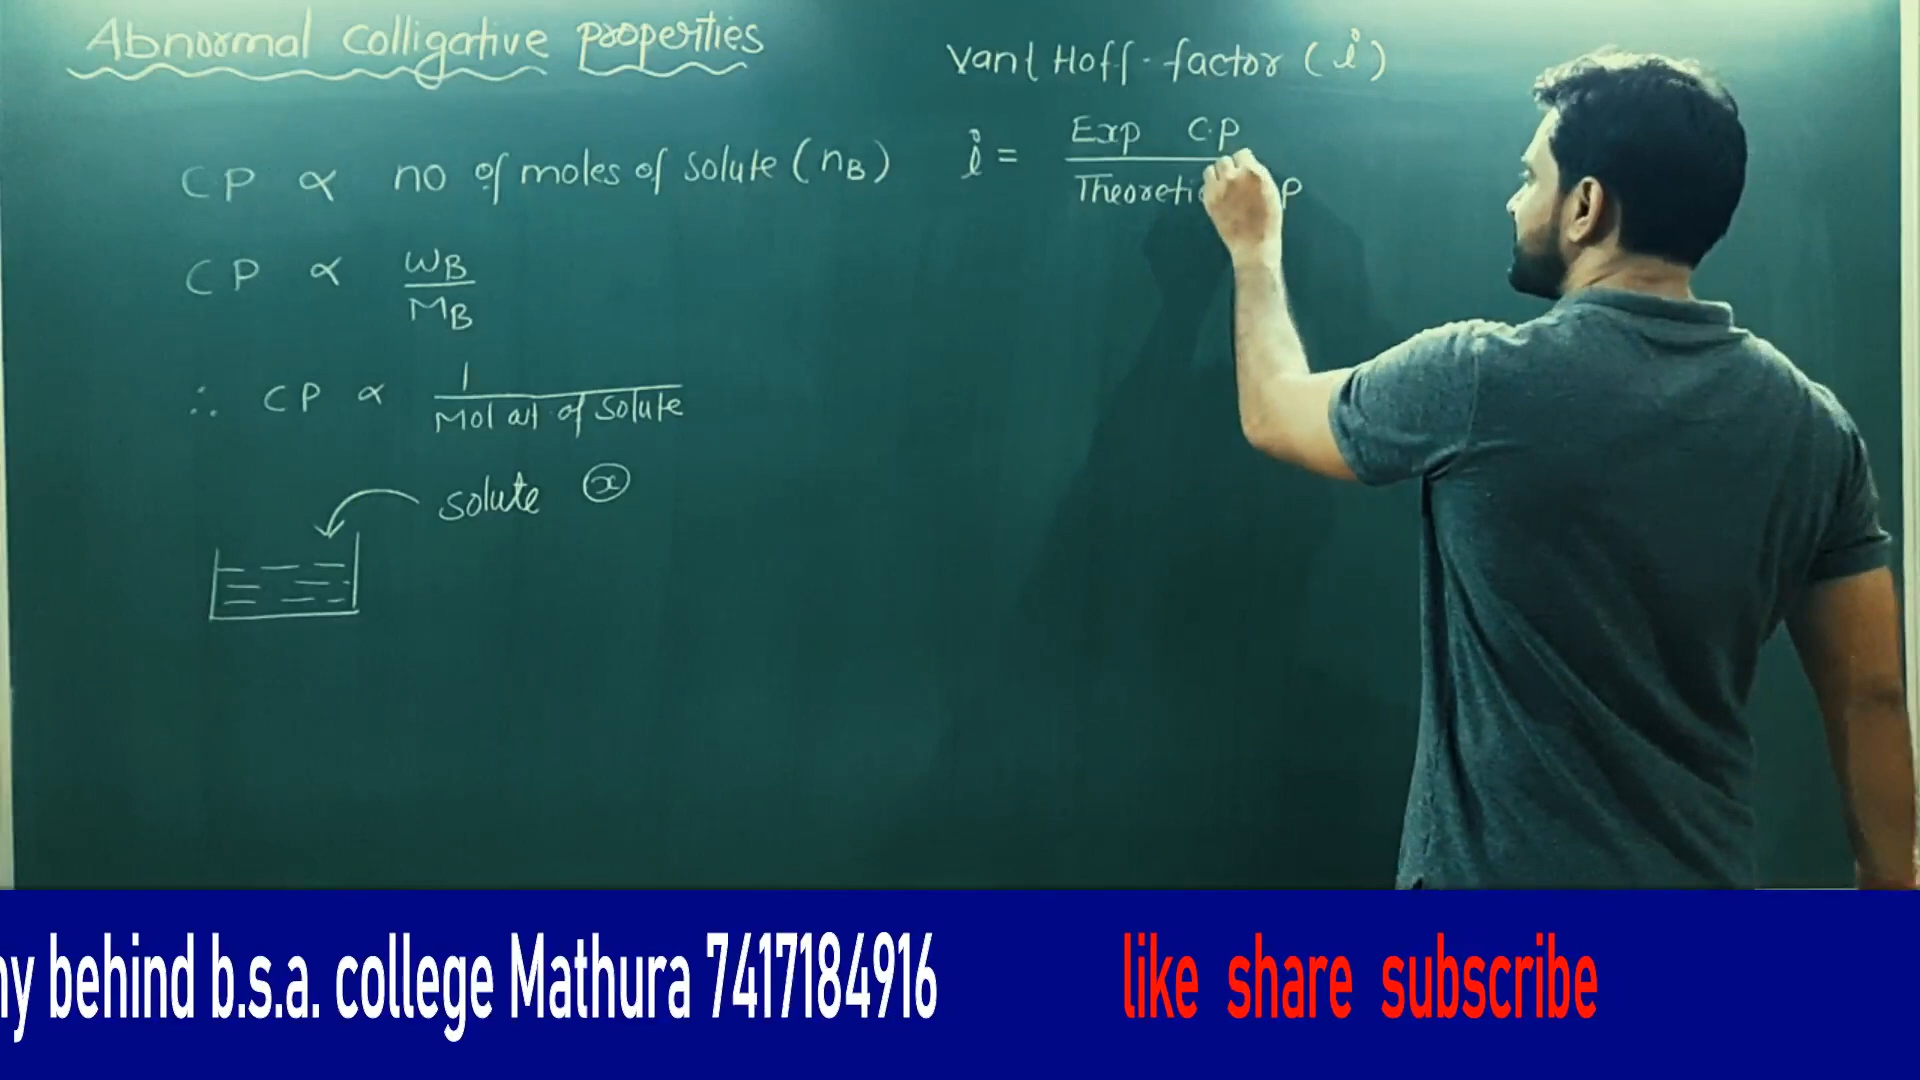 Abnormal colligative properties
CP ∝ no of moles of solute (nB)
CP ∝ WB
MB
∴ CP ∝ 1
Mol wt of solute
solute (x)
Vant Hoff factor (i)
i = Exp C.P
Theoretic P
ny behind b.s.a. college Mathura 7417184916
like share subscribe